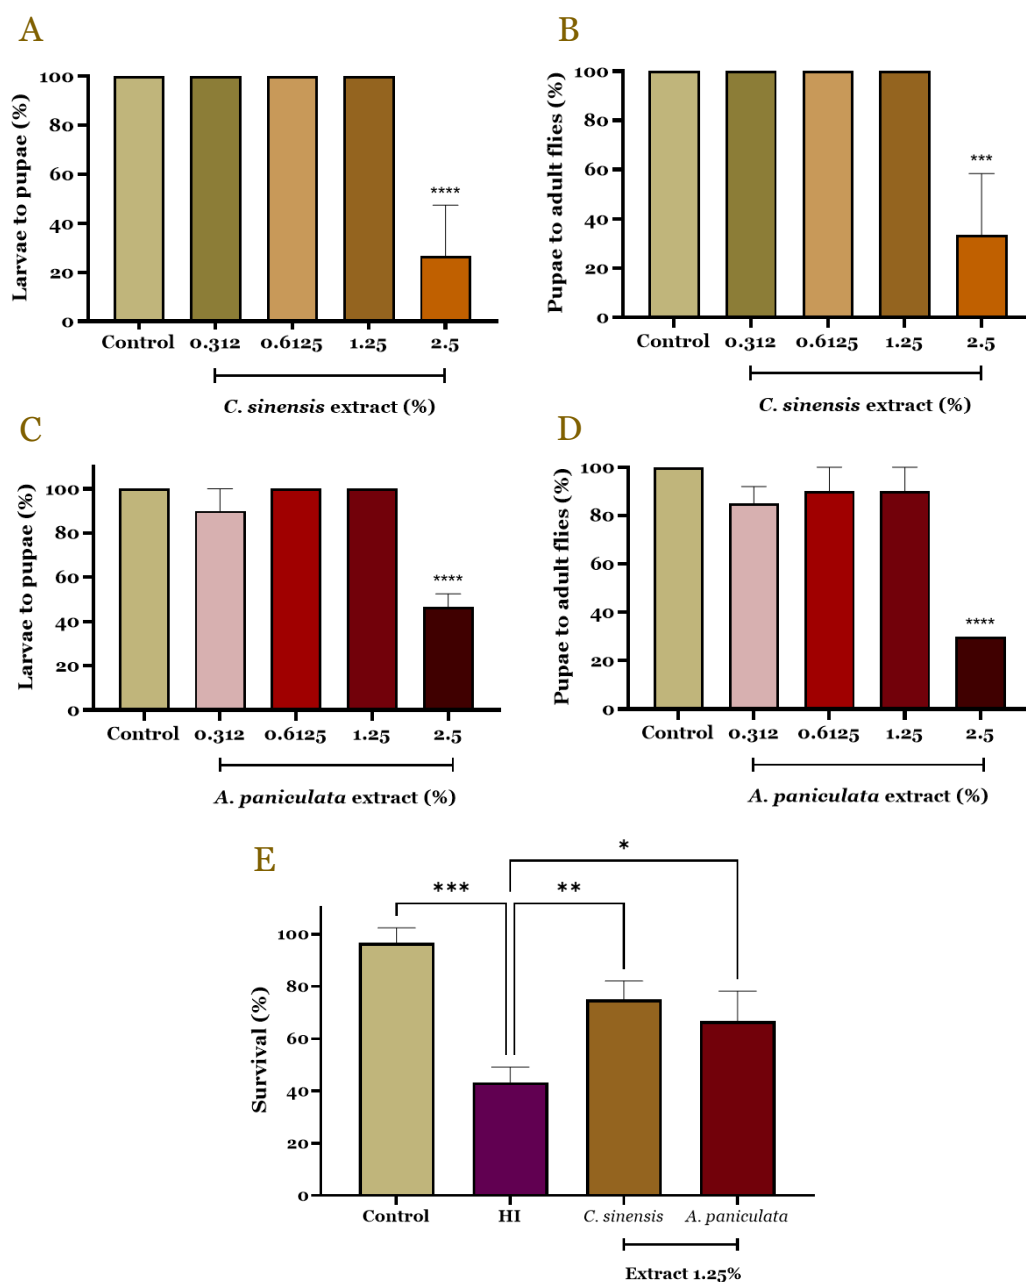 A
B
Larvae to pupae (%)
100
80
60
40
20
0
****
Control 0.312 0.6125 1.25 2.5
C. sinensis extract (%)
Pupae to adult flies (%)
100
80
60
40
20
0
***
Control 0.312 0.6125 1.25 2.5
C. sinensis extract (%)
C
D
Larvae to pupae (%)
100
80
60
40
20
0
****
Control 0.312 0.6125 1.25 2.5
A. paniculata extract (%)
Pupae to adult flies (%)
100
80
60
40
20
0
****
Control 0.312 0.6125 1.25 2.5
A. paniculata extract (%)
E
*
*** **
Survival (%)
100
80
60
40
20
0
Control HI C. sinensis A. paniculata
Extract 1.25%